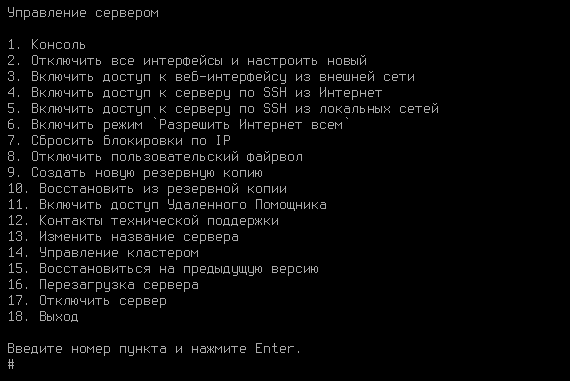 Управление сервером
1. Консоль
2. Отключить все интерфейсы и настроить новый
3. Включить доступ к веб-интерфейсу из внешней сети
4. Включить доступ к серверу по SSH из Интернет
5. Включить доступ к серверу по SSH из локальных сетей
6. Включить режим `Разрешить Интернет всем`
7. Сбросить блокировки по IP
8. Отключить пользовательский файрвол
9. Создать новую резервную копию
10. Восстановить из резервной копии
11. Включить доступ Удаленного Помощника
12. Контакты технической поддержки
13. Изменить название сервера
14. Управление кластером
15. Восстановиться на предыдущую версию
16. Перезагрузка сервера
17. Отключить сервер
18. Выход
Введите номер пункта и нажмите Enter.
#